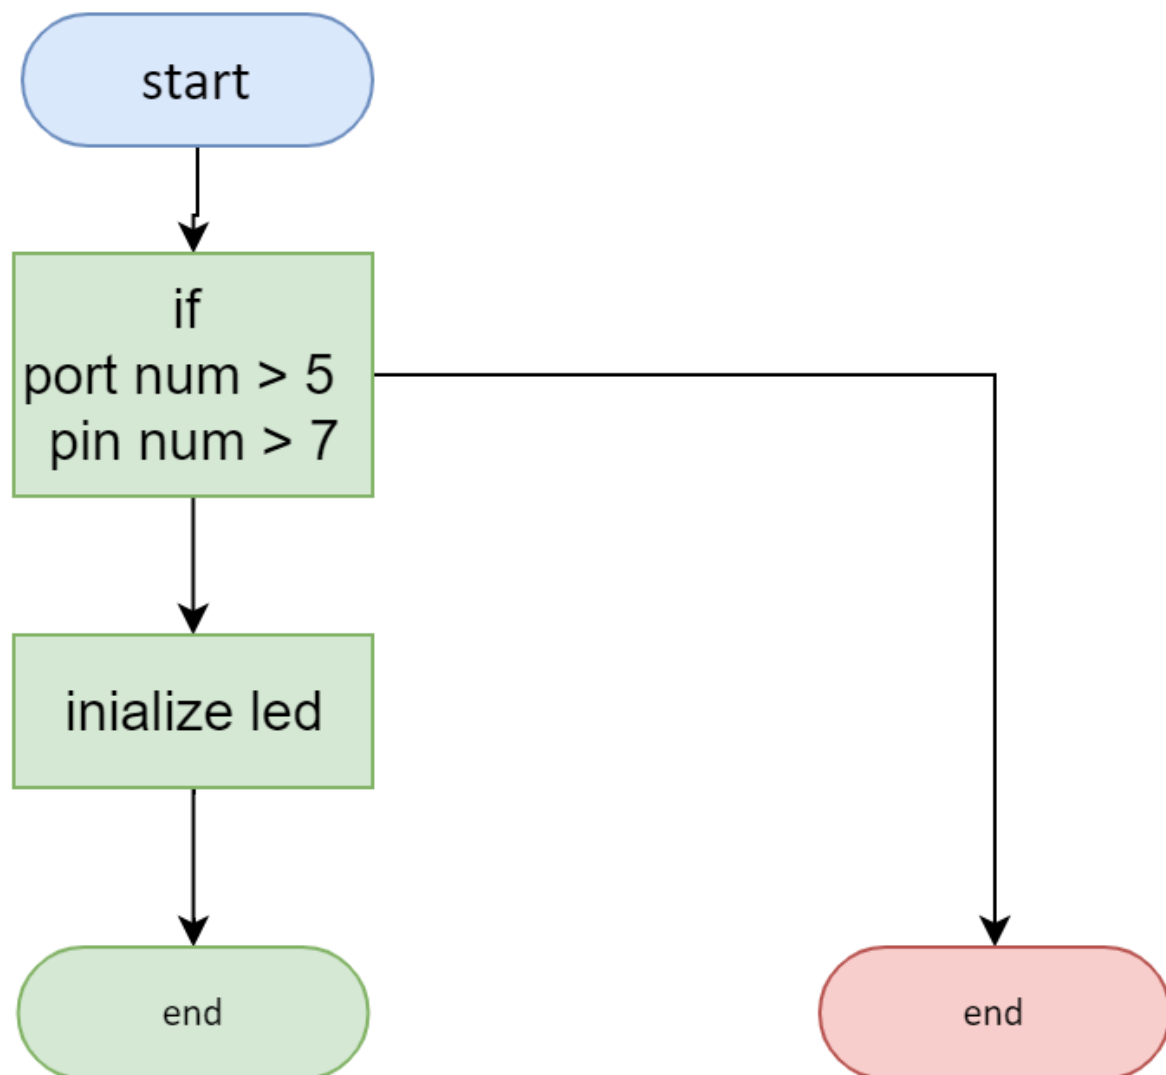 start
if
port num > 5
pin num > 7
inialize led
end
end